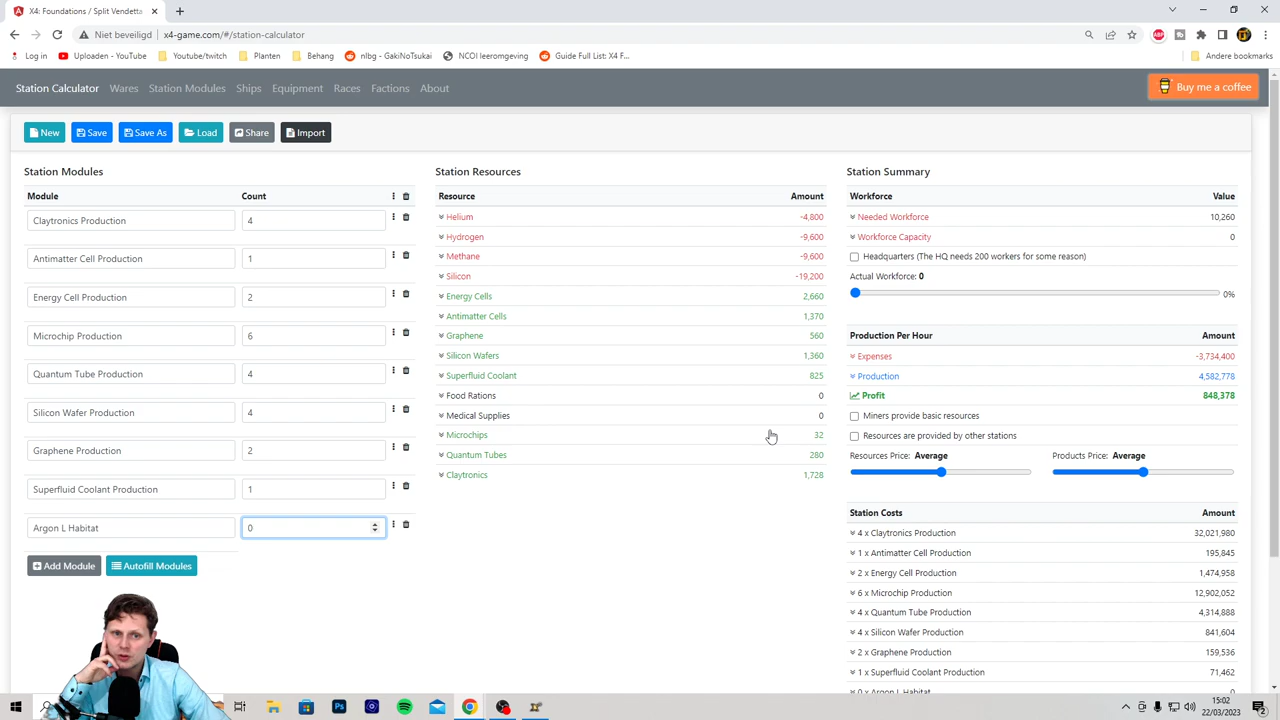 X4: Foundations / Split Vendetta
Niet beveiligd
x4-game.com/#/station-calculator
Log in
Uploaden - YouTube
Youtube/twitch
Planten
Behang
nlbg - GakiNoTsukai
NCOI leeromgeving
Guide Full List: X4 F...
Andere bookmarks
Station Calculator
Wares
Station Modules
Ships
Equipment
Races
Factions
About
Buy me a coffee
New
Save
Save As
Load
Share
Import
Station Modules
Module Count
Claytronics Production 4
Antimatter Cell Production 1
Energy Cell Production 2
Microchip Production 6
Quantum Tube Production 4
Silicon Wafer Production 4
Graphene Production 2
Superfluid Coolant Production 1
Argon L Habitat 0
Add Module
Autofill Modules
Station Resources
Resource Amount
Helium -4,800
Hydrogen -9,600
Methane -9,600
Silicon -19,200
Energy Cells 2,660
Antimatter Cells 1,370
Graphene 560
Silicon Wafers 1,360
Superfluid Coolant 825
Food Rations 0
Medical Supplies 0
Microchips 32
Quantum Tubes 280
Claytronics 1,728
Station Summary
Workforce Value
Needed Workforce 10,260
Workforce Capacity 0
Headquarters (The HQ needs 200 workers for some reason)
Actual Workforce: 0
0%
Production Per Hour Amount
Expenses -3,734,400
Production 4,582,778
Profit 848,378
Miners provide basic resources
Resources are provided by other stations
Resources Price: Average
Products Price: Average
Station Costs Amount
4 x Claytronics Production 32,021,980
1 x Antimatter Cell Production 195,845
2 x Energy Cell Production 1,474,958
6 x Microchip Production 12,902,052
4 x Quantum Tube Production 4,314,888
4 x Silicon Wafer Production 841,604
2 x Graphene Production 159,536
1 x Superfluid Coolant Production 71,462
0 x Argon L Habitat
15:02
22/03/2023